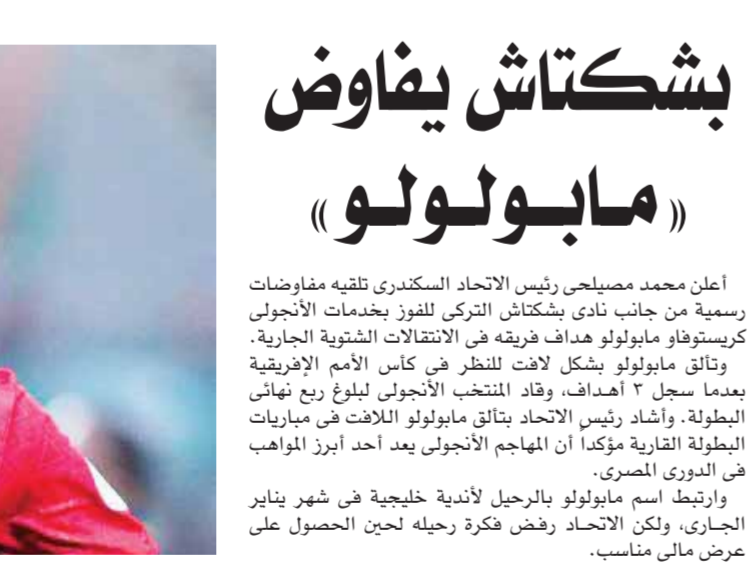 بشكتاش يفاوض
«مابولولو»
أعلن محمد مصيلحى رئيس الاتحاد السكندرى تلقيه مفاوضات
رسمية من جانب نادى بشكتاش التركى للفوز بخدمات الأنجولى
كريستوفاو مابولولو هداف فريقه فى الانتقالات الشتوية الجارية.
وتألق مابولولو بشكل لافت للنظر فى كأس الأمم الإفريقية
بعدما سجل ٣ أهداف، وقاد المنتخب الأنجولى لبلوغ ربع نهائى
البطولة. وأشاد رئيس الاتحاد بتألق مابولولو اللافت فى مباريات
البطولة القارية مؤكداً أن المهاجم الأنجولى يعد أحد أبرز المواهب
فى الدورى المصرى.
وارتبط اسم مابولولو بالرحيل لأندية خليجية فى شهر يناير
الجارى، ولكن الاتحاد رفض فكرة رحيله لحين الحصول على
عرض مالى مناسب.